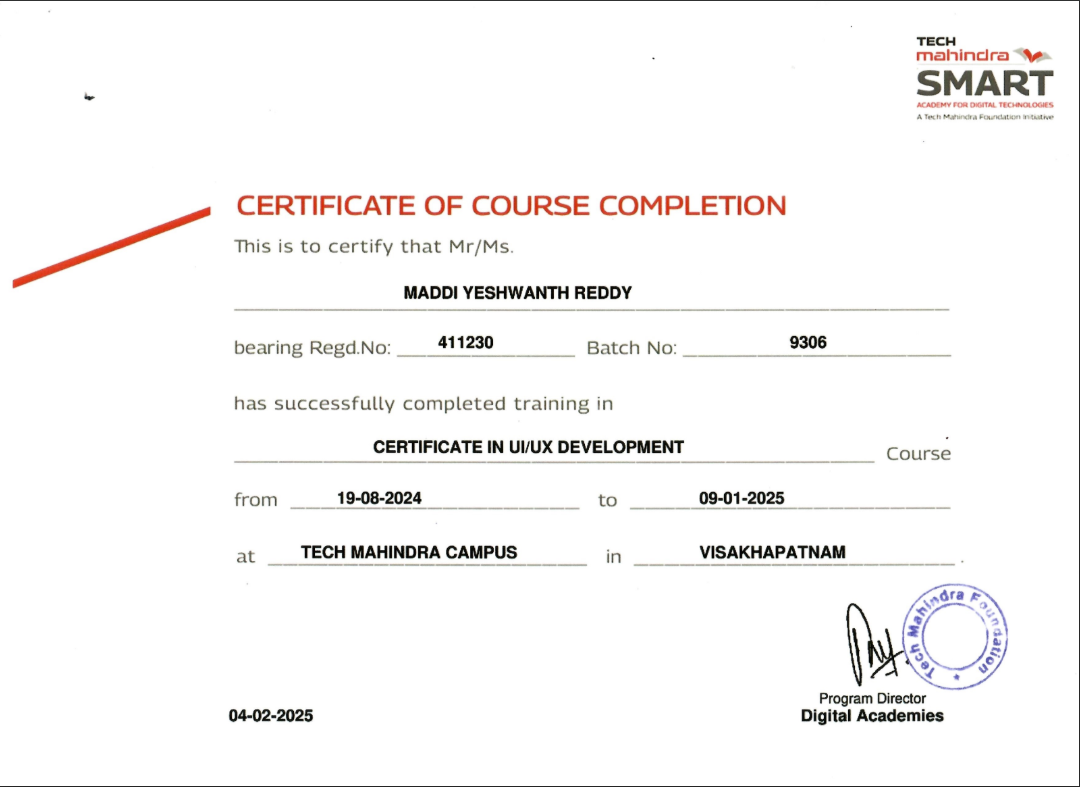 TECH
mahindra
SMART
ACADEMY FOR DIGITAL TECHNOLOGIES
A Tech Mahindra Foundation Initiative
CERTIFICATE OF COURSE COMPLETION
This is to certify that Mr/Ms.
MADDI YESHWANTH REDDY
bearing Regd.No: 411230 Batch No: 9306
has successfully completed training in
CERTIFICATE IN UI/UX DEVELOPMENT Course
from 19-08-2024 to 09-01-2025
at TECH MAHINDRA CAMPUS in VISAKHAPATNAM .
Tech Mahindra Foundation
Program Director
Digital Academies
04-02-2025